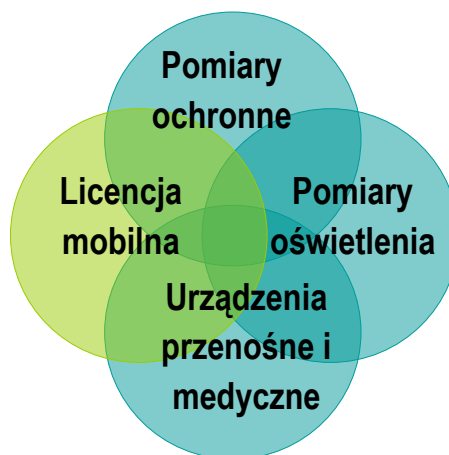 Pomiary
ochronne
Licencja
mobilna
Pomiary
oświetlenia
Urządzenia
przenośne i
medyczne